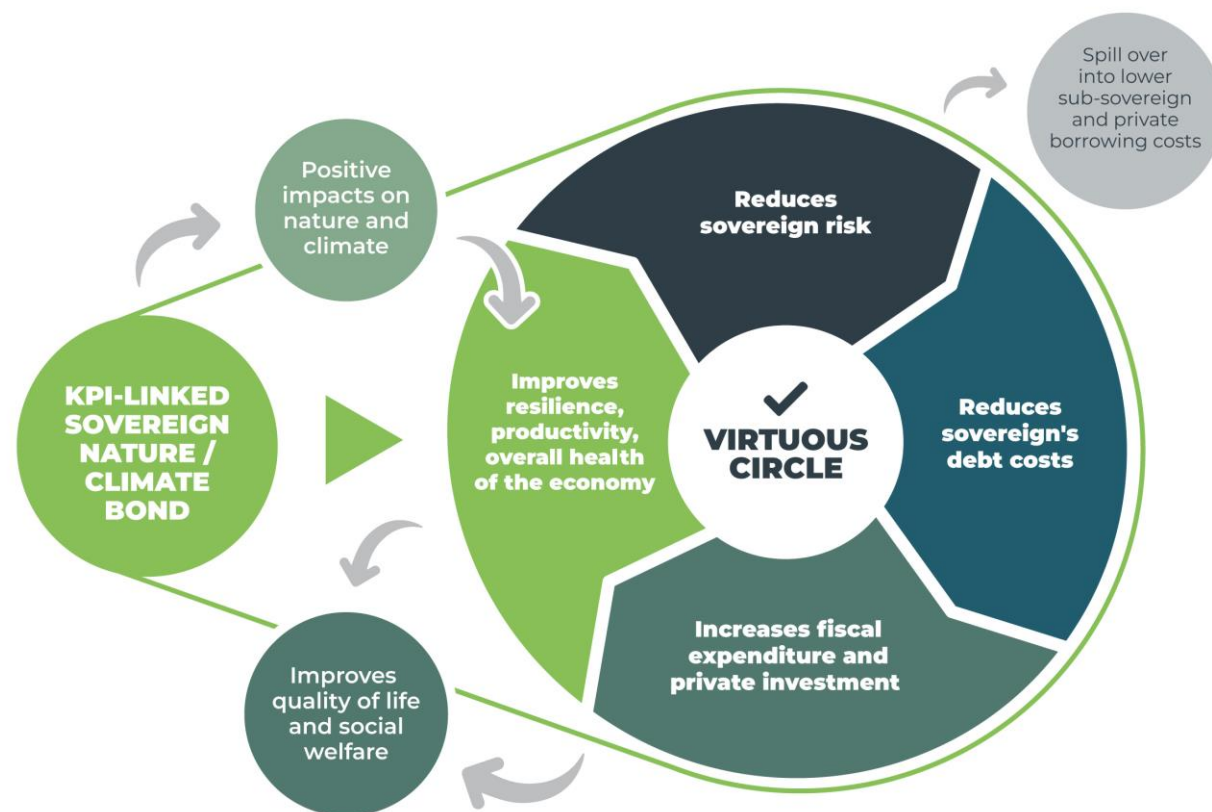 Spill over
into lower
sub-sovereign
and private
borrowing costs
Positive
impacts on
nature and
climate
Reduces
sovereign risk
KPI-LINKED
SOVEREIGN
NATURE /
CLIMATE
BOND
Improves
resilience,
productivity,
overall health
of the economy
VIRTUOUS
CIRCLE
Reduces
sovereign's
debt costs
Increases fiscal
expenditure and
private investment
Improves
quality of life
and social
welfare